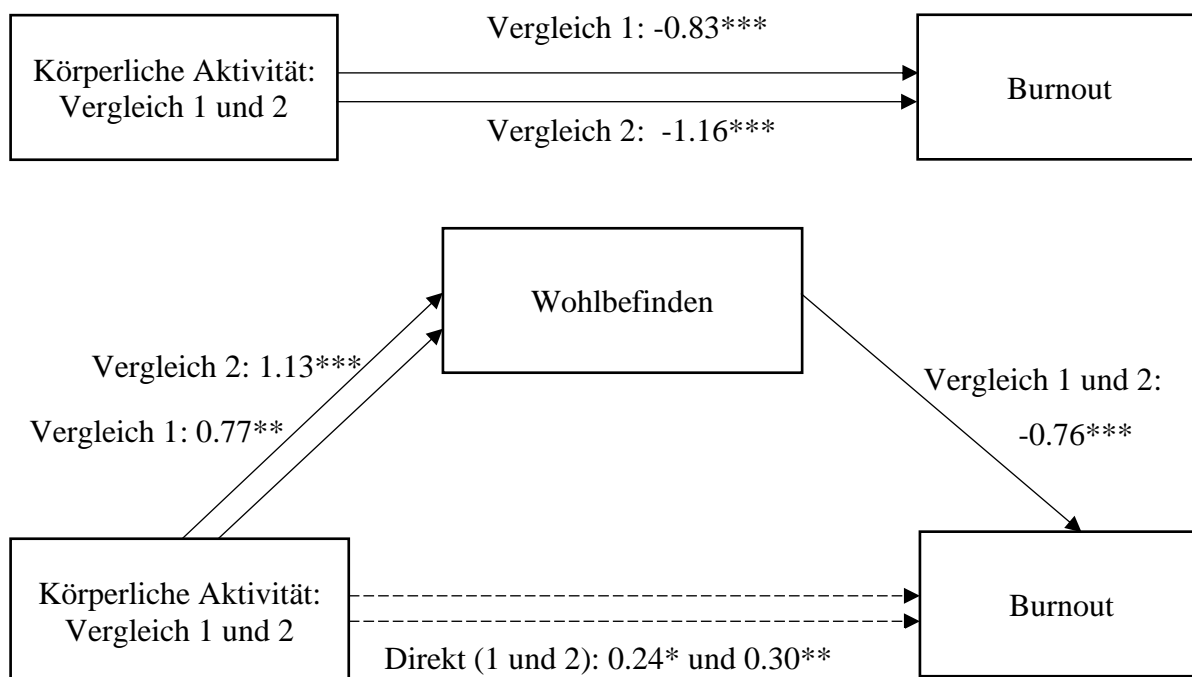 Vergleich 1: -0.83***
Körperliche Aktivität:
Vergleich 1 und 2
Burnout
Vergleich 2:  -1.16***
Wohlbefinden
Vergleich 2: 1.13***
Vergleich 1: 0.77**
Vergleich 1 und 2:
-0.76***
Körperliche Aktivität:
Vergleich 1 und 2
Burnout
Direkt (1 und 2): 0.24* und 0.30**